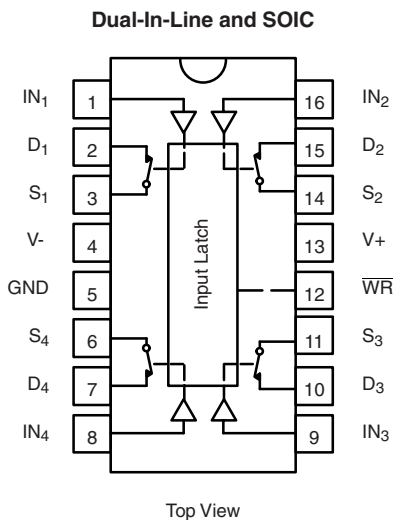 Dual-In-Line and SOIC
IN1 1 16 IN2
D1 2 15 D2
S1 3 14 S2
V- 4 13 V+
GND 5 12 W̅R̅
S4 6 11 S3
D4 7 10 D3
IN4 8 9 IN3
Input Latch
Top View